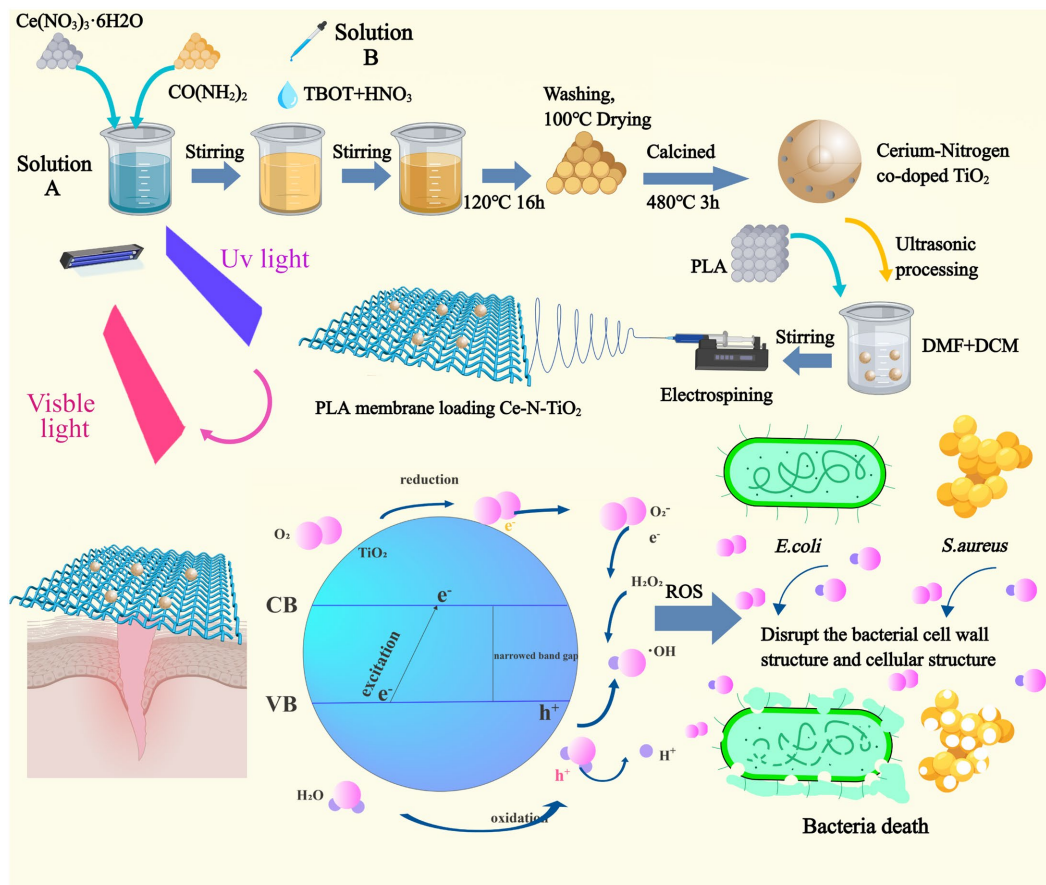 Ce(NO₃)₃·6H2O
CO(NH₂)₂
Solution
B
TBOT+HNO₃
Solution
A
Stirring
Stirring
120℃ 16h
Washing,
100℃ Drying
Calcined
480℃ 3h
Cerium-Nitrogen
co-doped TiO₂
PLA
Ultrasonic
processing
DMF+DCM
Stirring
Electrospining
PLA membrane loading Ce-N-TiO₂
Uv light
Visble
light
reduction
O₂
TiO₂
e⁻
O₂⁻
e⁻
H₂O₂
ROS
CB
e⁻
excitation
narrowed band gap
·OH
VB
e⁻
h⁺
h⁺
H⁺
H₂O
oxidation
E.coli
S.aureus
Disrupt the bacterial cell wall
structure and cellular structure
Bacteria death